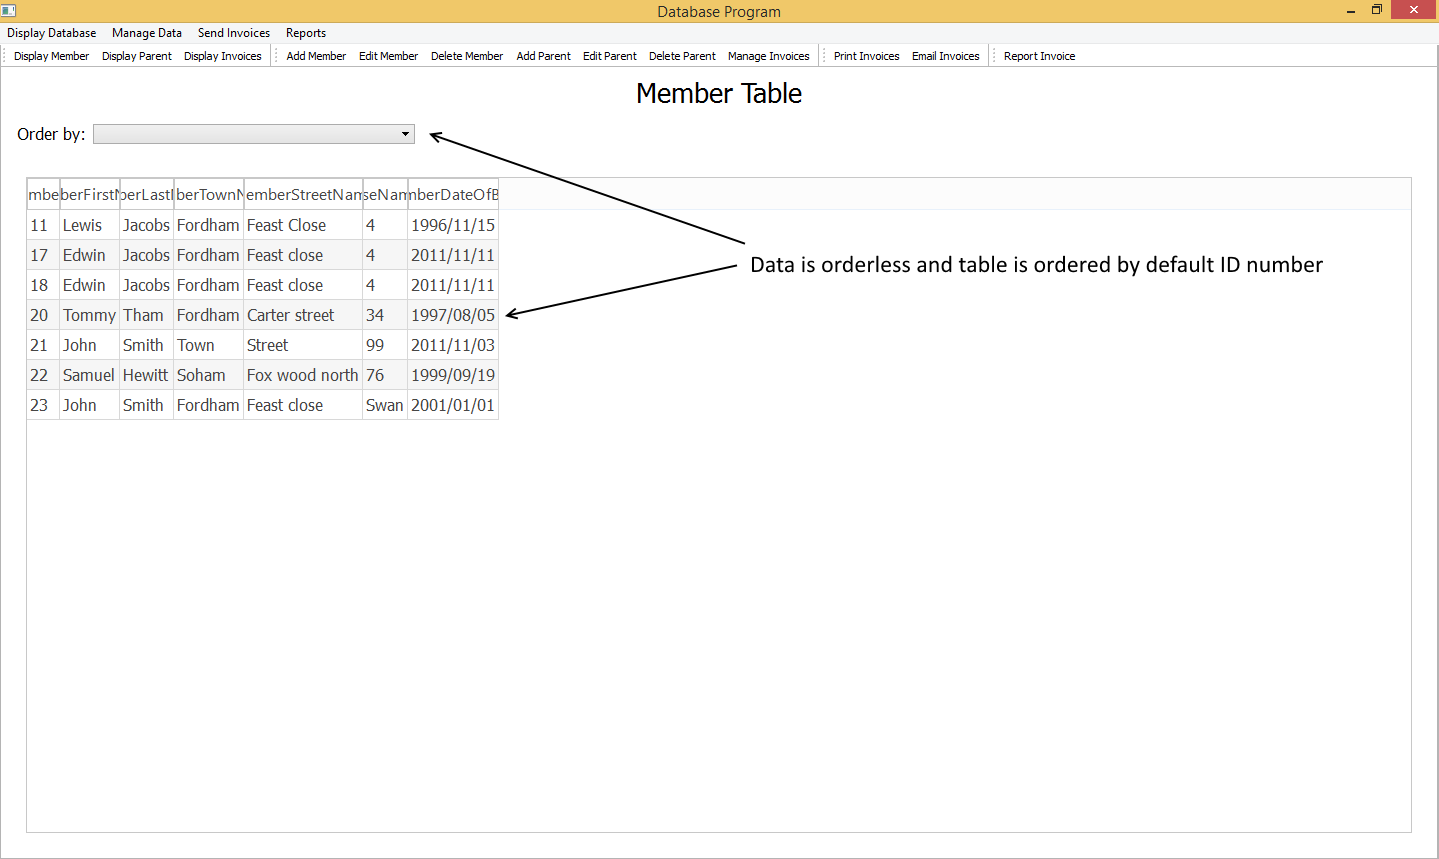 Database Program
Display Database Manage Data Send Invoices Reports
Display Member Display Parent Display Invoices Add Member Edit Member Delete Member Add Parent Edit Parent Delete Parent Manage Invoices Print Invoices Email Invoices Report Invoice
Member Table
Order by:
mbe berFirstN berLastI berTownN emberStreetNam seNam mberDateOfB
11 Lewis Jacobs Fordham Feast Close 4 1996/11/15
17 Edwin Jacobs Fordham Feast close 4 2011/11/11
Data is orderless and table is ordered by default ID number
18 Edwin Jacobs Fordham Feast close 4 2011/11/11
20 Tommy Tham Fordham Carter street 34 1997/08/05
21 John Smith Town Street 99 2011/11/03
22 Samuel Hewitt Soham Fox wood north 76 1999/09/19
23 John Smith Fordham Feast close Swan 2001/01/01